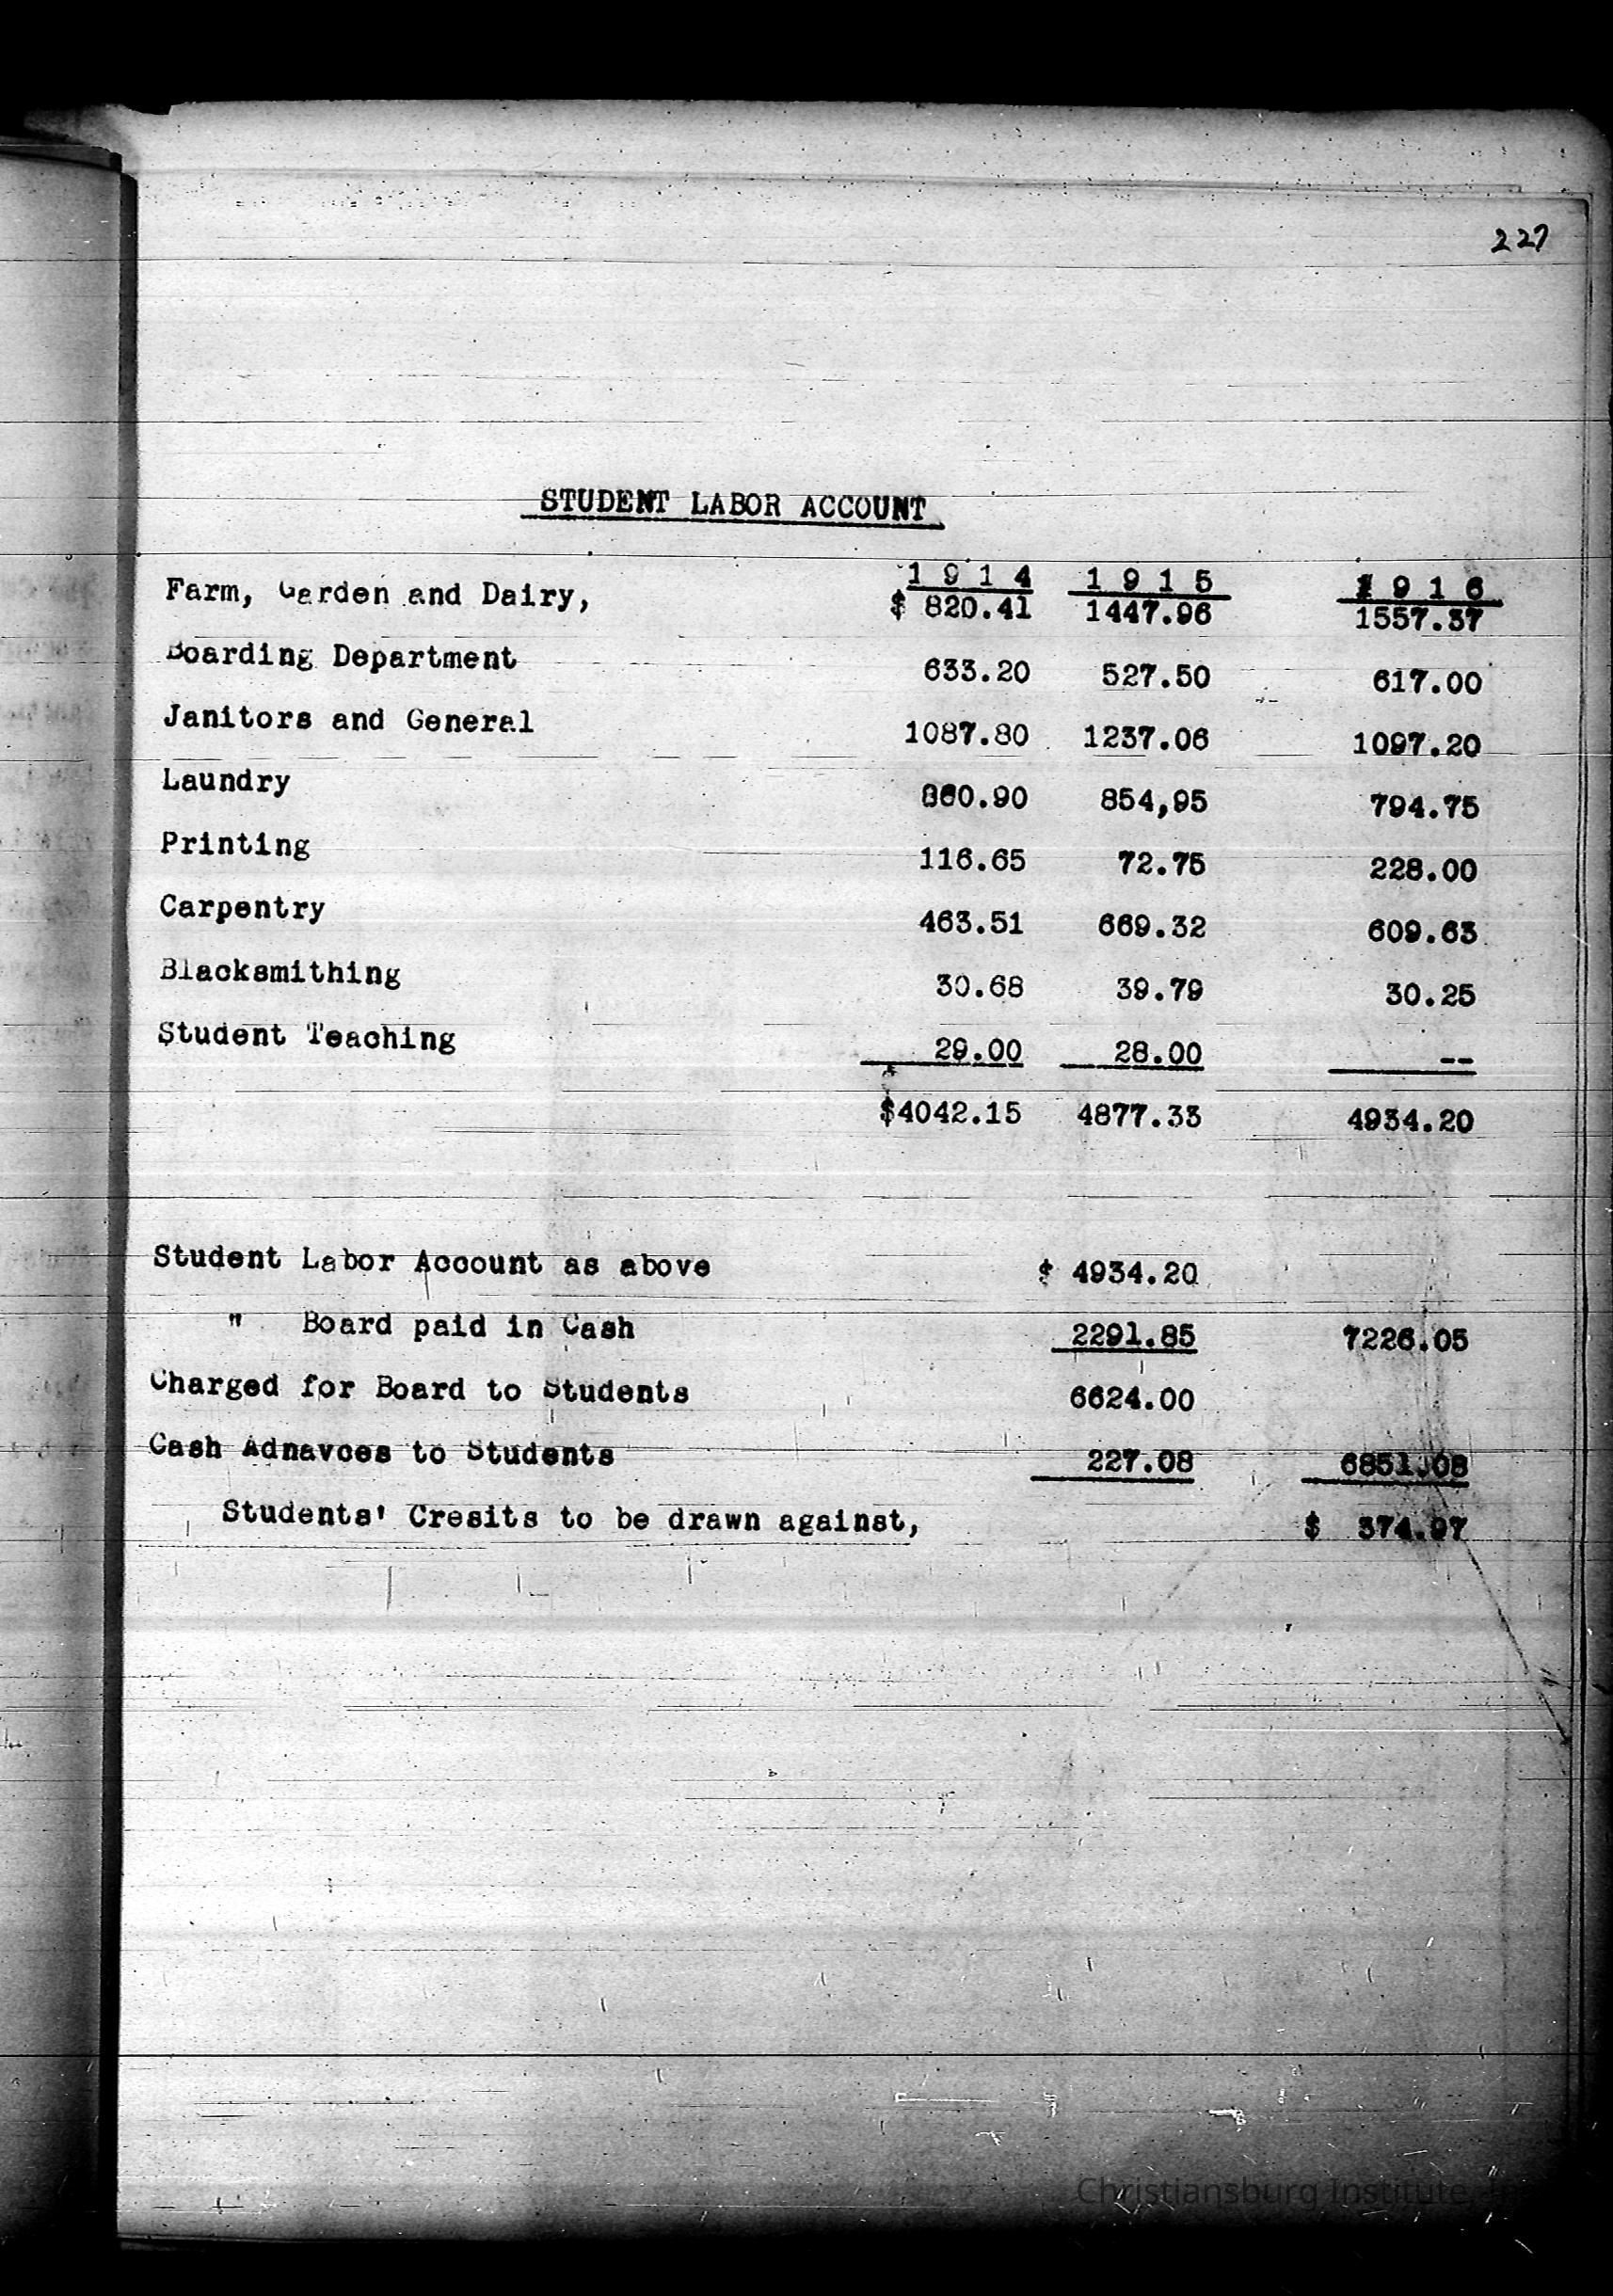 227
STUDENT LABOR ACCOUNT
1914 1915 1916
Farm, Garden and Dairy, $ 820.41 1447.96 1557.37
Boarding Department 633.20 527.50 617.00
Janitors and General 1087.80 1237.06 1097.20
Laundry 860.90 854,95 794.75
Printing 116.65 72.75 228.00
Carpentry 463.51 669.32 609.63
Blacksmithing 30.68 39.79 30.25
Student Teaching 29.00 28.00 --
$4042.15 4877.33 4934.20
Student Labor Account as above $ 4934.20
" Board paid in Cash 2291.85 7226.05
Charged for Board to Students 6624.00
Cash Adnavces to Students 227.08 6851.08
Students' Cresits to be drawn against, $ 374.97
Christiansburg Institute,